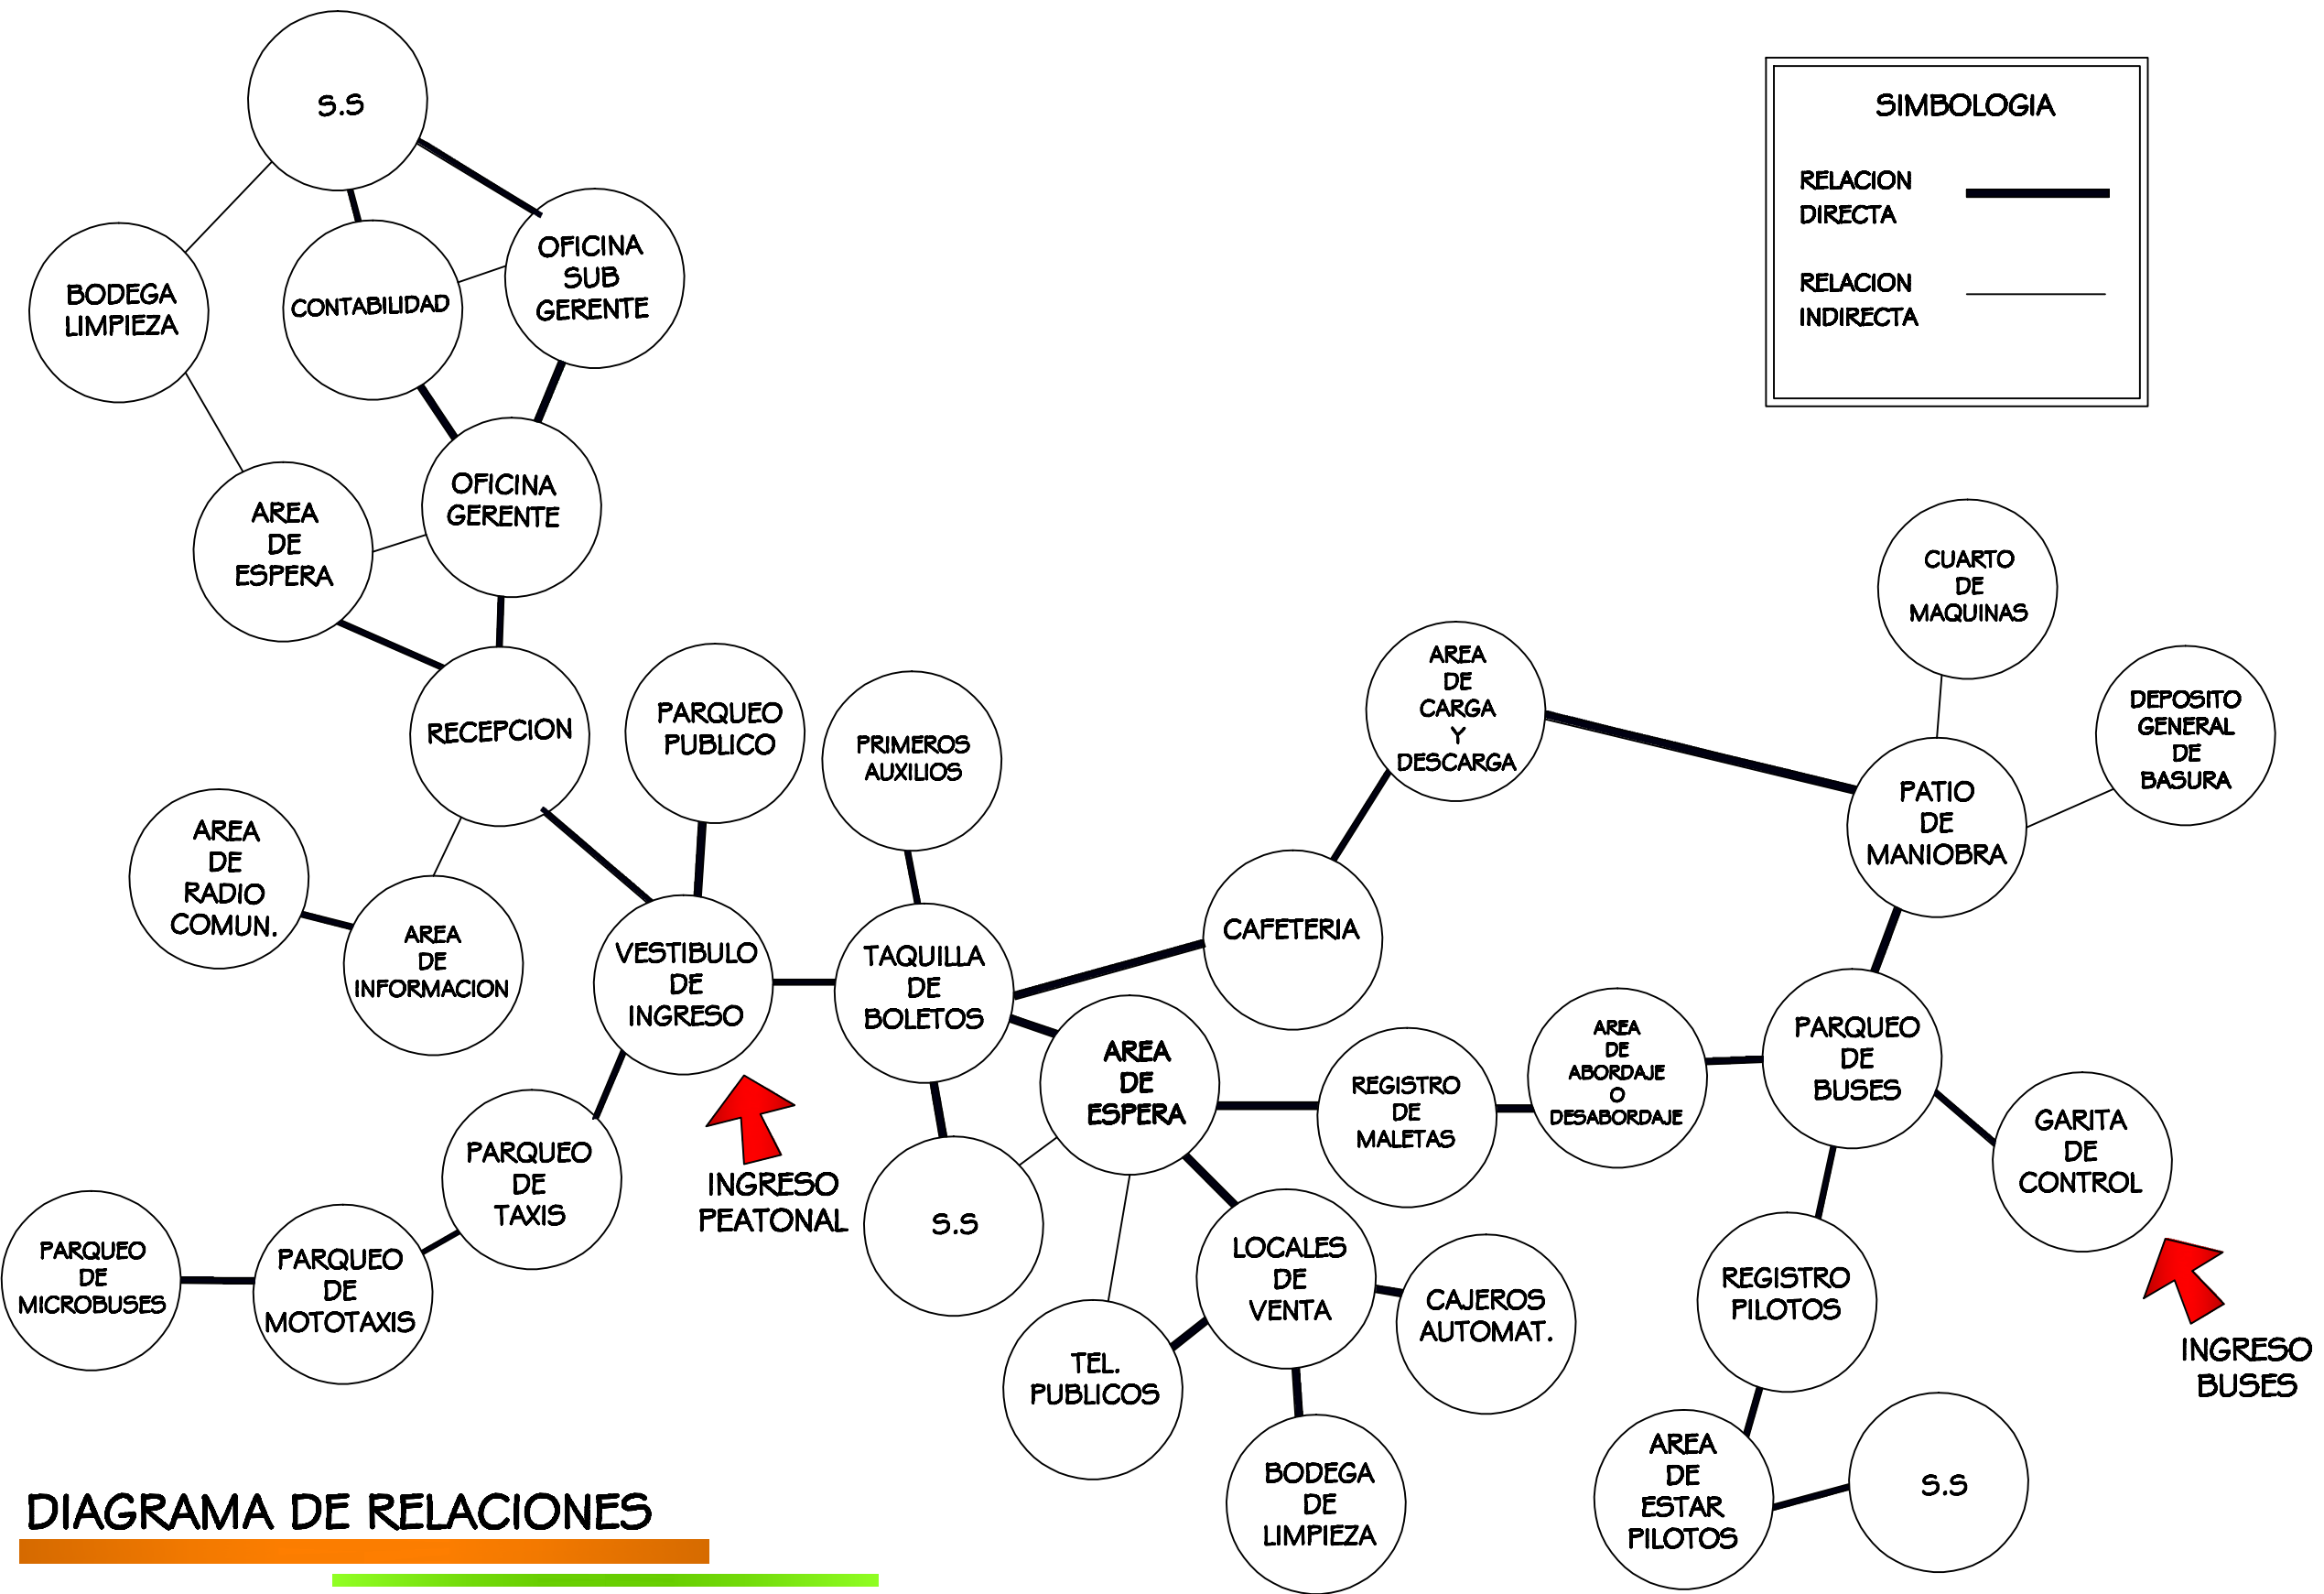 S.S
SIMBOLOGIA
RELACION
DIRECTA
RELACION
INDIRECTA
OFICINA
SUB
GERENTE
BODEGA
LIMPIEZA
CONTABILIDAD
OFICINA
GERENTE
AREA
DE
ESPERA
CUARTO
DE
MAQUINAS
AREA
DE
CARGA
Y
DESCARGA
DEPOSITO
GENERAL
DE
BASURA
RECEPCION
PARQUEO
PUBLICO
PRIMEROS
AUXILIOS
PATIO
DE
MANIOBRA
AREA
DE
RADIO
COMUN.
AREA
DE
INFORMACION
VESTIBULO
DE
INGRESO
TAQUILLA
DE
BOLETOS
CAFETERIA
AREA
DE
ESPERA
REGISTRO
DE
MALETAS
AREA
DE
ABORDAJE
O
DESABORDAJE
PARQUEO
DE
BUSES
GARITA
DE
CONTROL
PARQUEO
DE
TAXIS
INGRESO
PEATONAL
S.S
PARQUEO
DE
MICROBUSES
PARQUEO
DE
MOTOTAXIS
LOCALES
DE
VENTA
CAJEROS
AUTOMAT.
REGISTRO
PILOTOS
INGRESO
BUSES
TEL.
PUBLICOS
BODEGA
DE
LIMPIEZA
AREA
DE
ESTAR
PILOTOS
S.S
DIAGRAMA DE RELACIONES